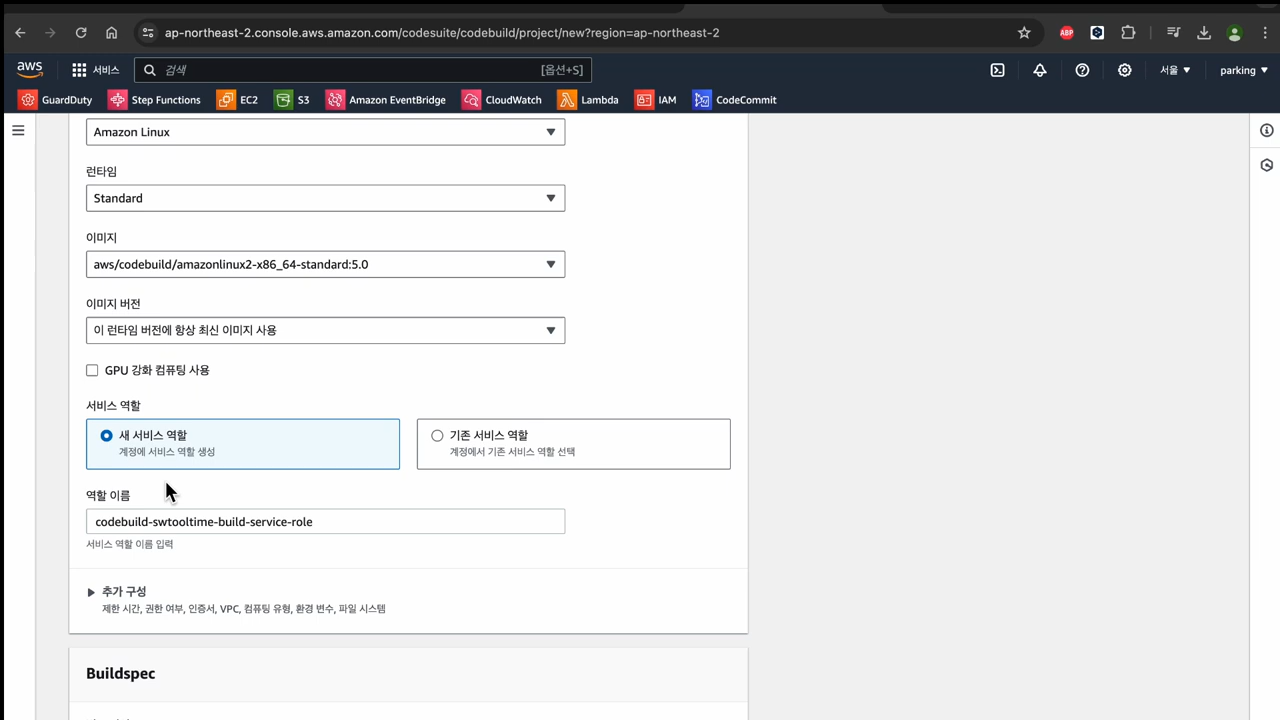 ap-northeast-2.console.aws.amazon.com/codesuite/codebuild/project/new?region=ap-northeast-2
ABP
aws 서비스 검색 [옵션+S] 서울 parking
GuardDuty Step Functions EC2 S3 Amazon EventBridge CloudWatch Lambda IAM CodeCommit
Amazon Linux
런타임
Standard
이미지
aws/codebuild/amazonlinux2-x86_64-standard:5.0
이미지 버전
이 런타임 버전에 항상 최신 이미지 사용
GPU 강화 컴퓨팅 사용
서비스 역할
새 서비스 역할
계정에 서비스 역할 생성
기존 서비스 역할
계정에서 기존 서비스 역할 선택
역할 이름
codebuild-swtooltime-build-service-role
서비스 역할 이름 입력
추가 구성
제한 시간, 권한 여부, 인증서, VPC, 컴퓨팅 유형, 환경 변수, 파일 시스템
Buildspec